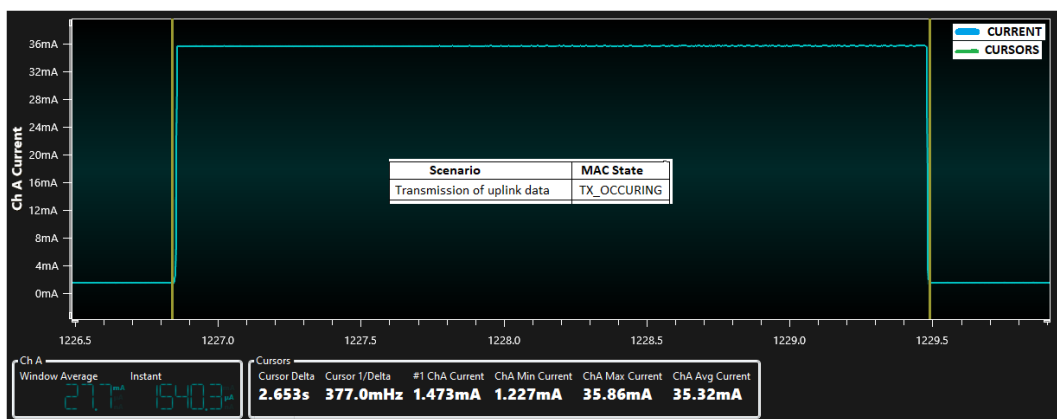 CURRENT
CURSORS
36mA
32mA
28mA
24mA
20mA
16mA
12mA
8mA
4mA
0mA
Ch A Current
Scenario MAC State
Transmission of uplink data TX_OCCURING
1226.5 1227.0 1227.5 1228.0 1228.5 1229.0 1229.5
Ch A
Window Average Instant
27.7 mA 1540.3 µA
Cursors
Cursor Delta Cursor 1/Delta #1 ChA Current ChA Min Current ChA Max Current ChA Avg Current
2.653s 377.0mHz 1.473mA 1.227mA 35.86mA 35.32mA